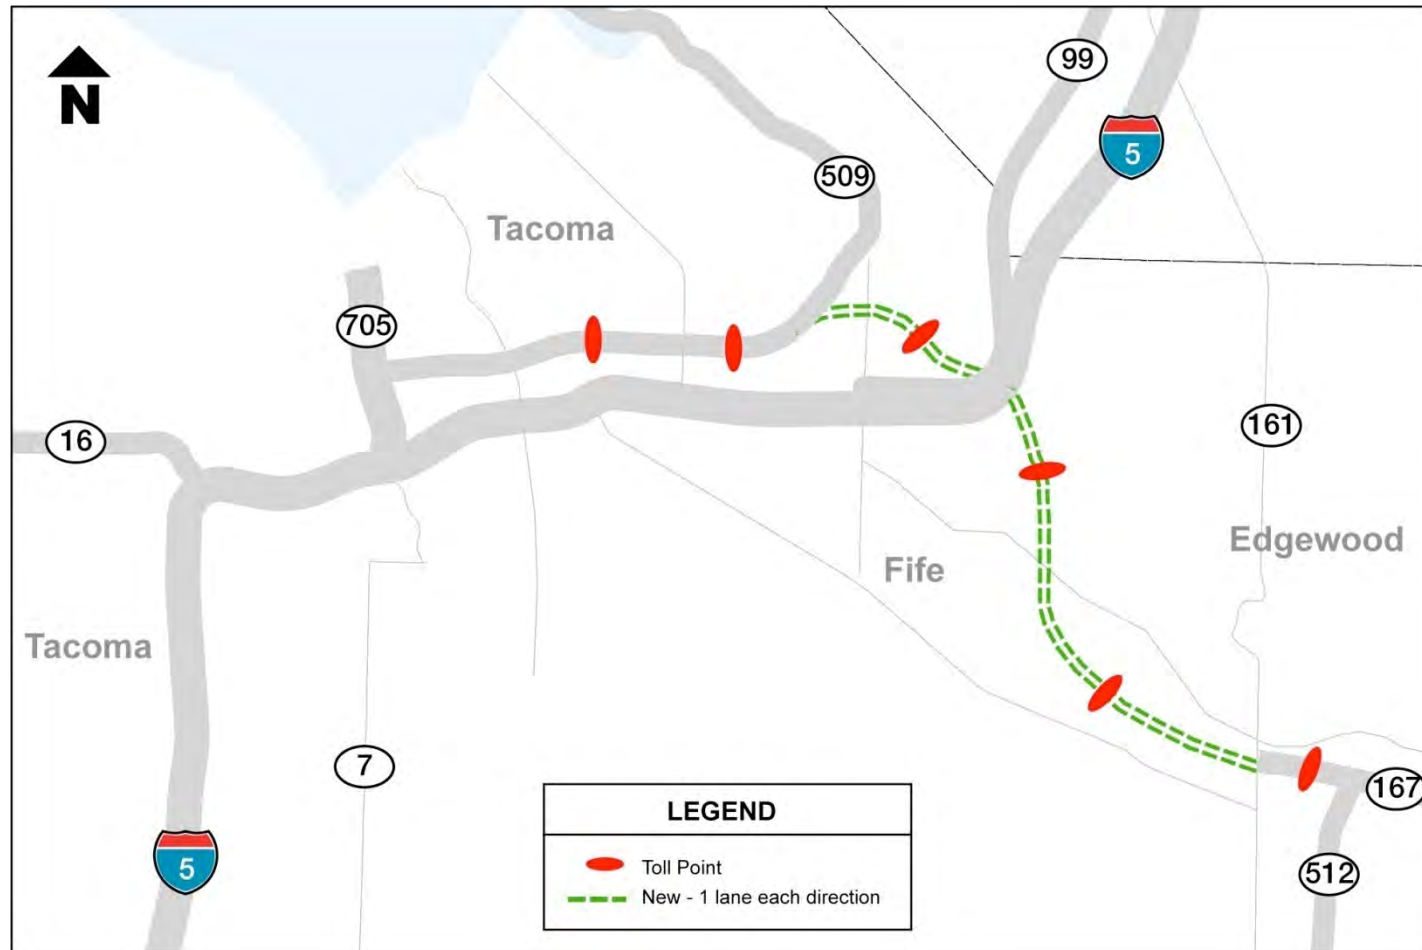 N
99
5
509
Tacoma
705
16
161
Edgewood
Fife
Tacoma
7
167
5
512
LEGEND
Toll Point
New - 1 lane each direction